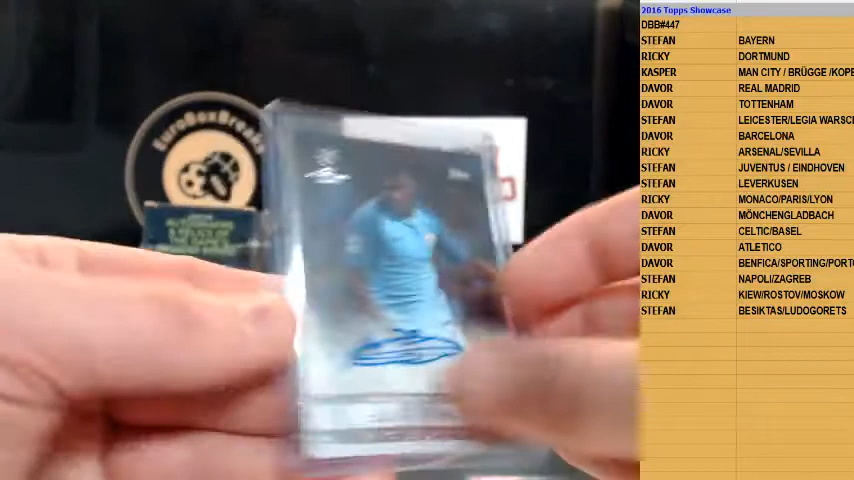 2016 Topps Showcase
DBB#447
STEFAN BAYERN
RICKY DORTMUND
KASPER MAN CITY / BRÜGGE /KOPE
DAVOR REAL MADRID
DAVOR TOTTENHAM
STEFAN LEICESTER/LEGIA WARSC
DAVOR BARCELONA
RICKY ARSENAL/SEVILLA
STEFAN JUVENTUS / EINDHOVEN
STEFAN LEVERKUSEN
RICKY MONACO/PARIS/LYON
DAVOR MÖNCHENGLADBACH
STEFAN CELTIC/BASEL
DAVOR ATLETICO
DAVOR BENFICA/SPORTING/PORT
STEFAN NAPOLI/ZAGREB
RICKY KIEW/ROSTOV/MOSKOW
STEFAN BESIKTAS/LUDOGORETS
EuroBoxBreaks